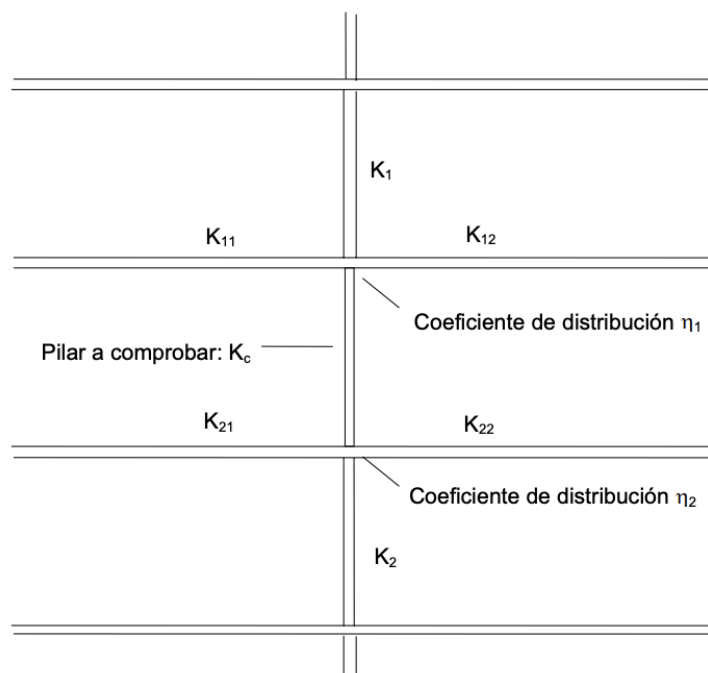 K₁
K₁₁
K₁₂
Coeficiente de distribución η₁
Pilar a comprobar: K꜀
K₂₁
K₂₂
Coeficiente de distribución η₂
K₂